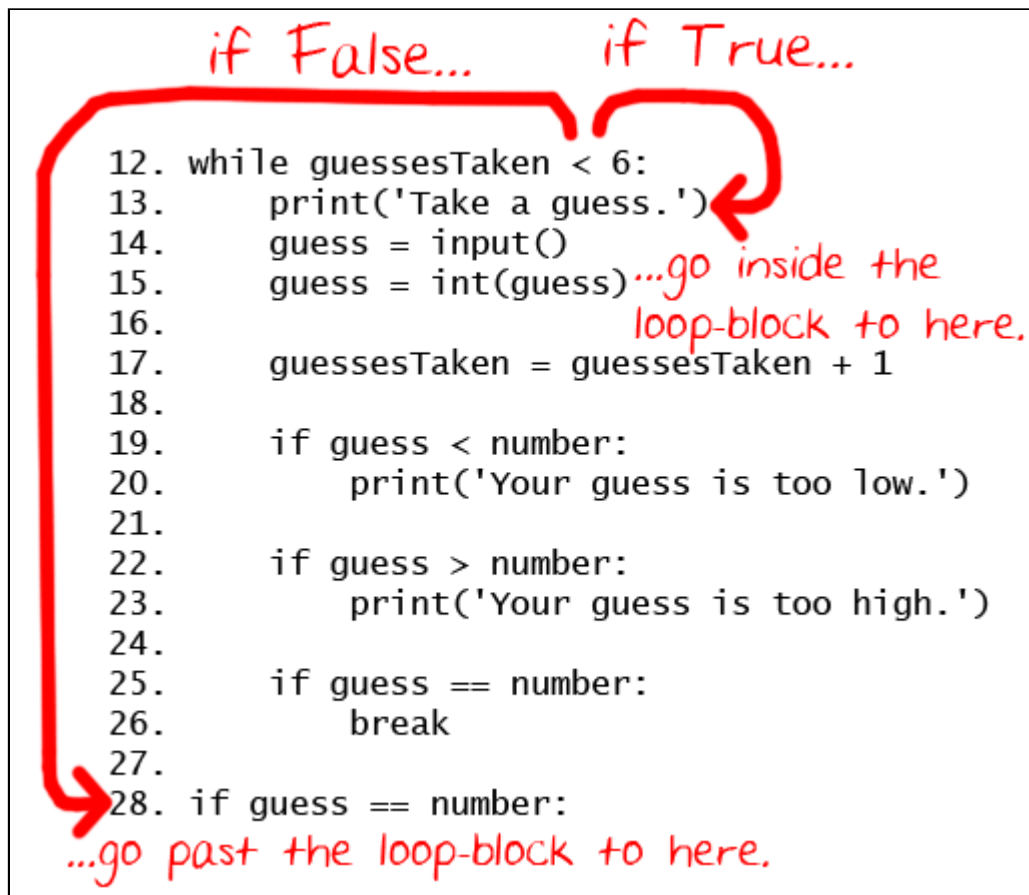 if False... if True...
12. while guessesTaken < 6:
13.     print('Take a guess.')
14.     guess = input()
...go inside the
15.     guess = int(guess)
loop-block to here.
16.
17.     guessesTaken = guessesTaken + 1
18.
19.     if guess < number:
20.         print('Your guess is too low.')
21.
22.     if guess > number:
23.         print('Your guess is too high.')
24.
25.     if guess == number:
26.         break
27.
28. if guess == number:
...go past the loop-block to here.